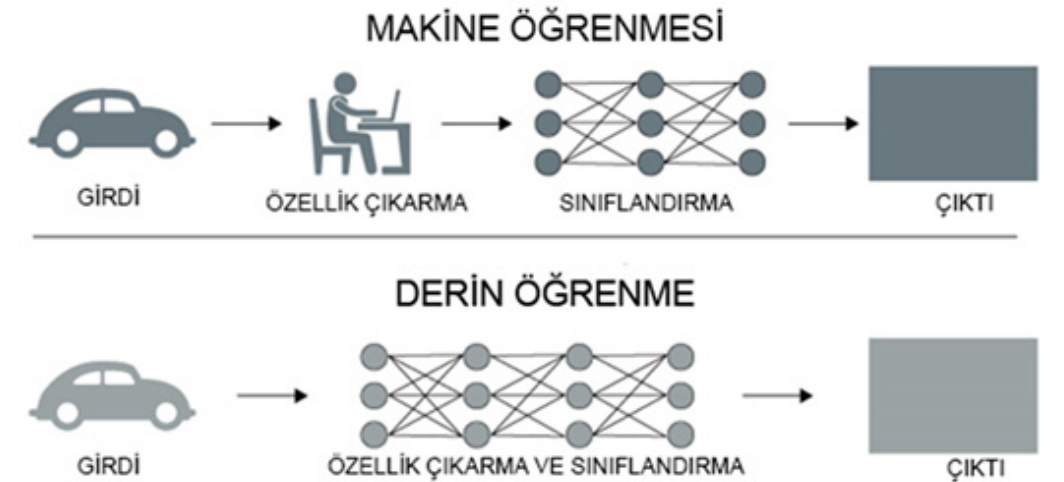 MAKİNE ÖĞRENMESİ
GİRDİ
ÖZELLİK ÇIKARMA
SINIFLANDIRMA
ÇIKTI
DERİN ÖĞRENME
GİRDİ
ÖZELLİK ÇIKARMA VE SINIFLANDIRMA
ÇIKTI